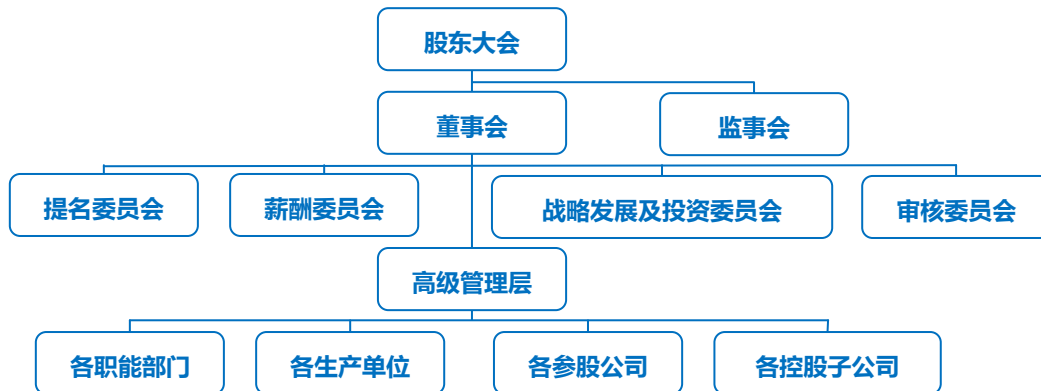 股东大会
董事会
监事会
提名委员会
薪酬委员会
战略发展及投资委员会
审核委员会
高级管理层
各职能部门
各生产单位
各参股公司
各控股子公司